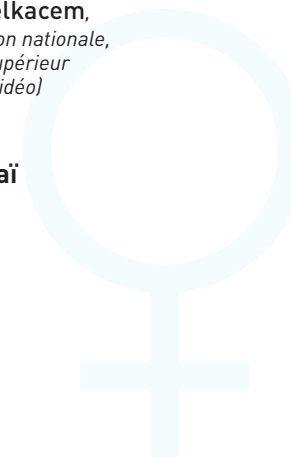 elkacem,
on nationale,
upérieur
idéo)
aï